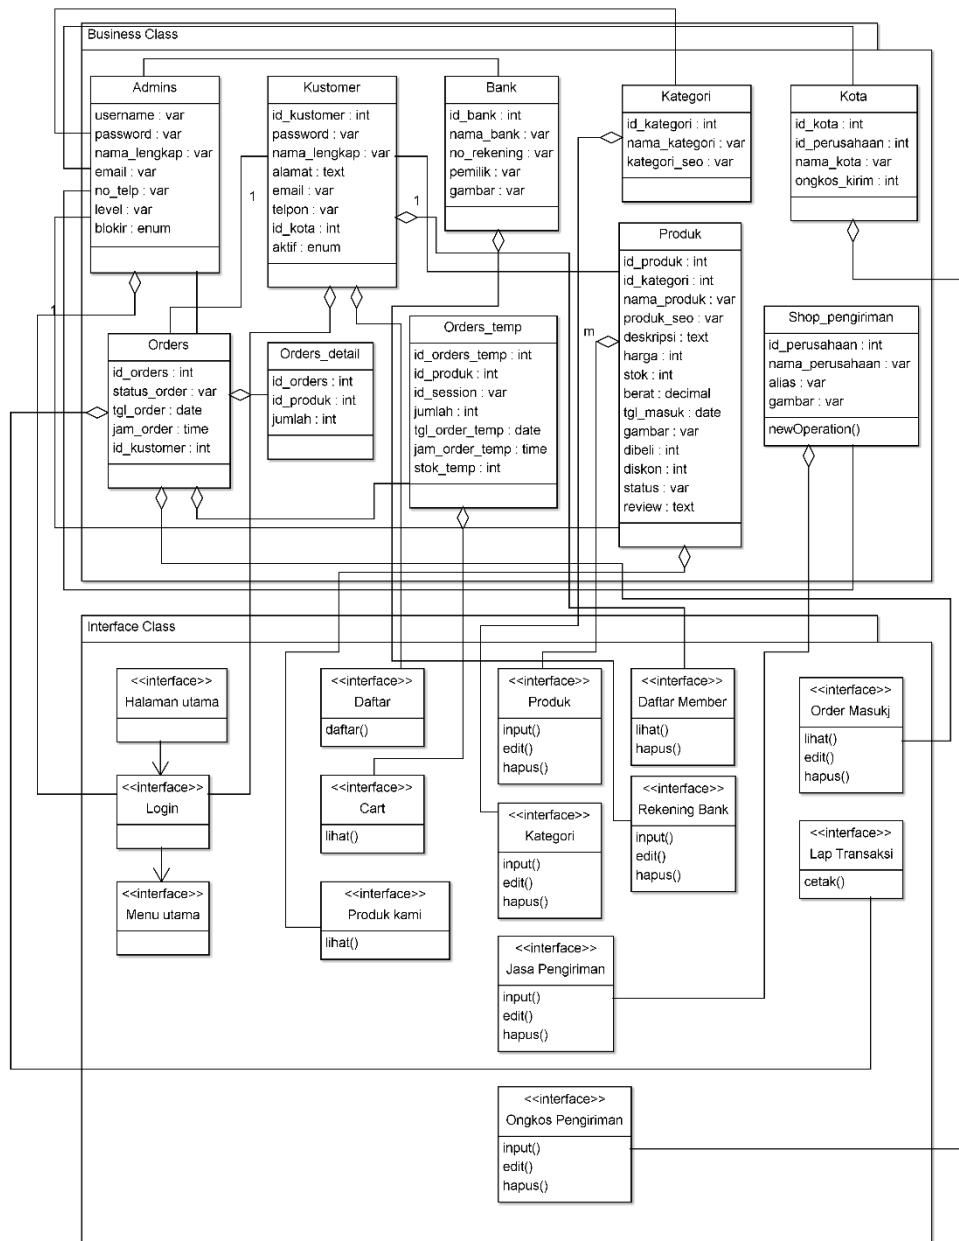 Business Class
Admins
username : var
password : var
nama_lengkap : var
email : var
no_telp : var
level : var
blokir : enum
Kustomer
id_kustomer : int
password : var
nama_lengkap : var
alamat : text
email : var
telpon : var
id_kota : int
aktif : enum
Bank
id_bank : int
nama_bank : var
no_rekening : var
pemilik : var
gambar : var
Kategori
id_kategori : int
nama_kategori : var
kategori_seo : var
Kota
id_kota : int
id_perusahaan : int
nama_kota : var
ongkos_kirim : int
1
1
1
m
Produk
id_produk : int
id_kategori : int
nama_produk : var
produk_seo : var
deskripsi : text
harga : int
stok : int
berat : decimal
tgl_masuk : date
gambar : var
dibeli : int
diskon : int
status : var
review : text
Shop_pengiriman
id_perusahaan : int
nama_perusahaan : var
alias : var
gambar : var
newOperation()
Orders
id_orders : int
status_order : var
tgl_order : date
jam_order : time
id_kustomer : int
Orders_detail
id_orders : int
id_produk : int
jumlah : int
Orders_temp
id_orders_temp : int
id_produk : int
id_session : var
jumlah : int
tgl_order_temp : date
jam_order_temp : time
stok_temp : int
Interface Class
<<interface>>
Halaman utama
<<interface>>
Login
<<interface>>
Menu utama
<<interface>>
Daftar
daftar()
<<interface>>
Cart
lihat()
<<interface>>
Produk kami
lihat()
<<interface>>
Produk
input()
edit()
hapus()
<<interface>>
Kategori
input()
edit()
hapus()
<<interface>>
Jasa Pengiriman
input()
edit()
hapus()
<<interface>>
Ongkos Pengiriman
input()
edit()
hapus()
<<interface>>
Daftar Member
lihat()
hapus()
<<interface>>
Rekening Bank
input()
edit()
hapus()
<<interface>>
Order Masukj
lihat()
edit()
hapus()
<<interface>>
Lap Transaksi
cetak()